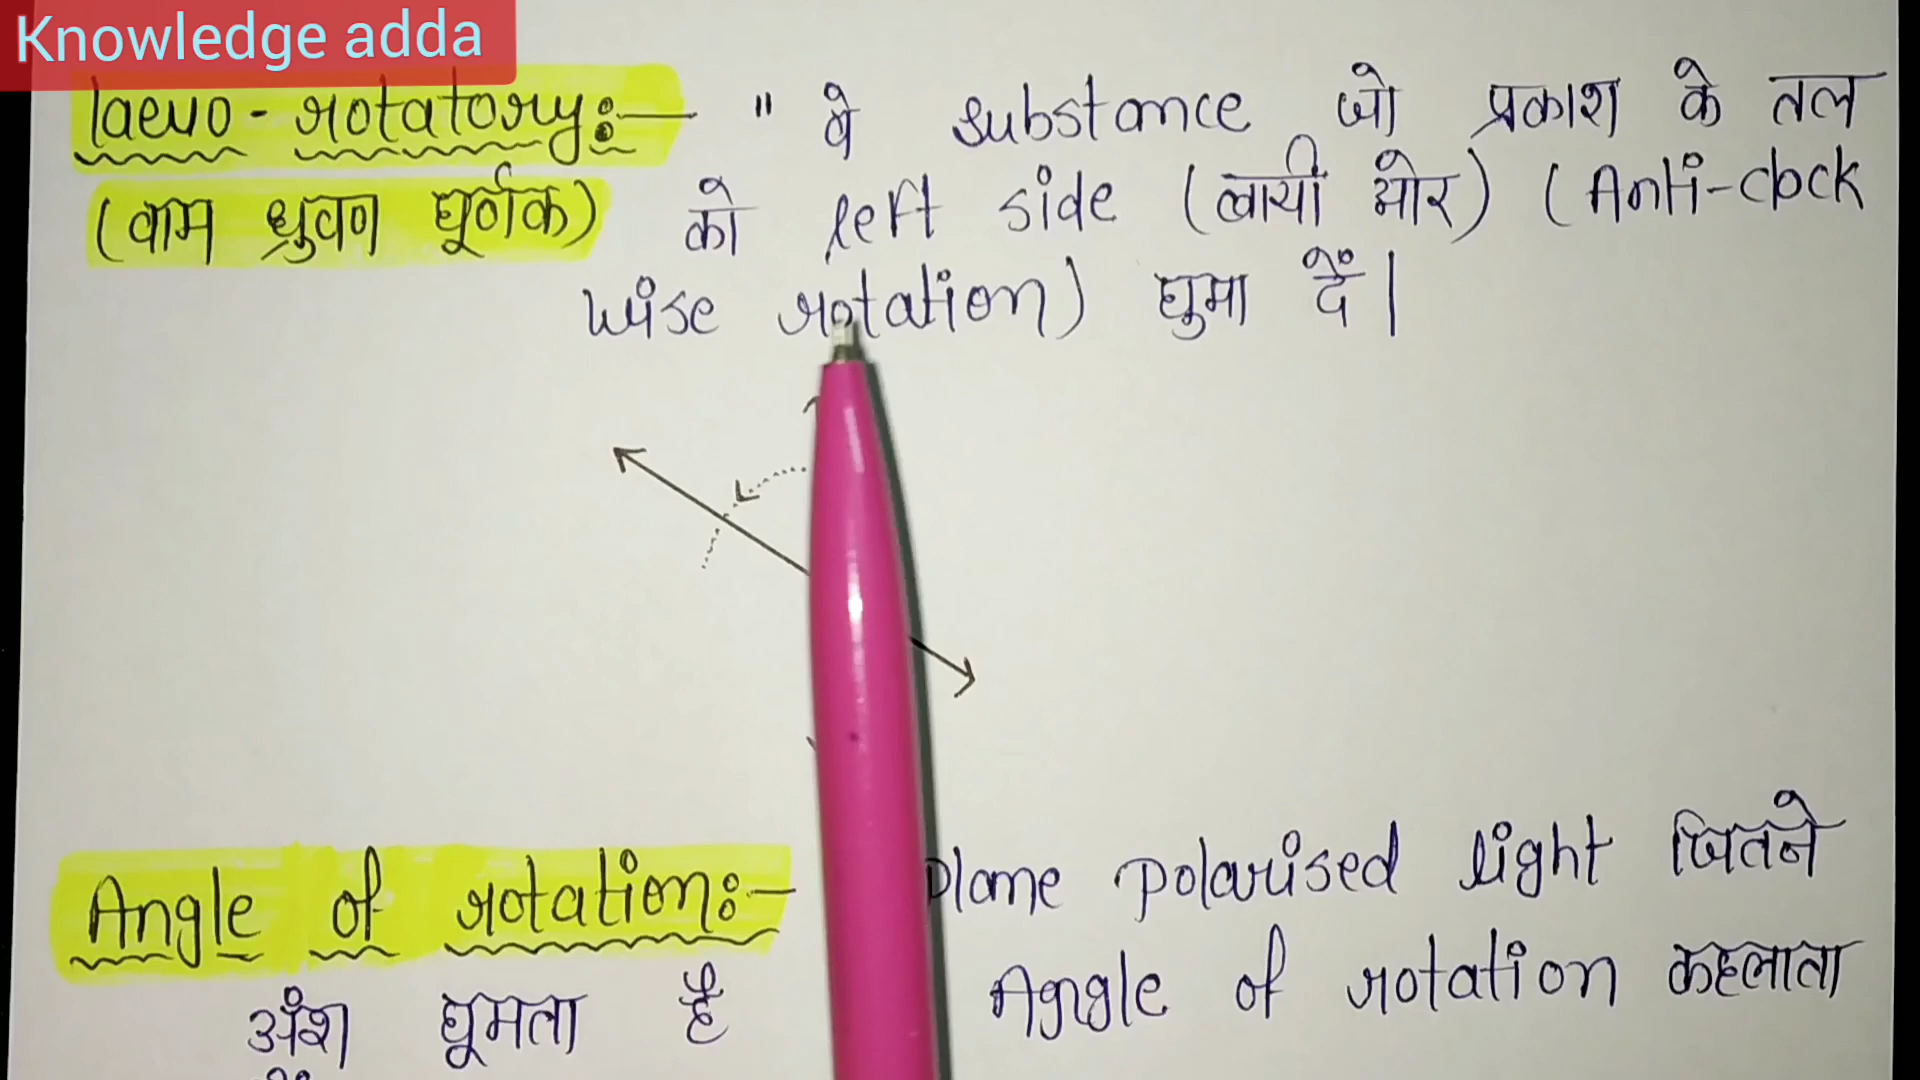 Knowledge adda
laevo-rotatory:— " वे substance जो प्रकाश के तल
(वाम ध्रुवण घूर्णक) को left side (बायी ओर) (Anti-clock
wise rotation) घुमा दें।
Angle of rotation:— Plane polarised light जितने
अंश घूमता है Angle of rotation कहलाता